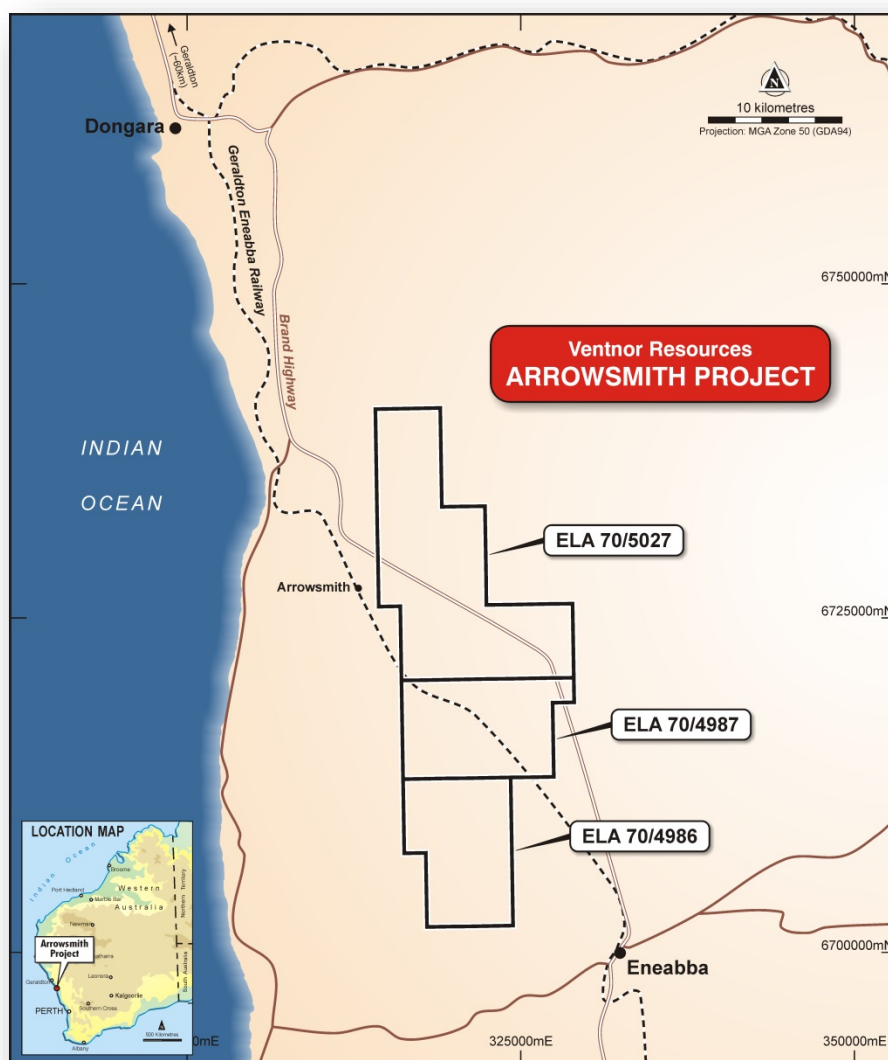 Geraldton
(~60km)
N
10 kilometres
Projection: MGA Zone 50 (GDA94)
Dongara
Geraldton Eneabba Railway
Brand Highway
6750000mN
Ventnor Resources
ARROWSMITH PROJECT
INDIAN
OCEAN
ELA 70/5027
Arrowsmith
6725000mN
ELA 70/4987
ELA 70/4986
LOCATION MAP
Indian Ocean
Broome
Port Hedland
Marble Bar
Western
Australia
Northern Territory
Newman
Arrowsmith
Project
Geraldton
Leonora
Kalgoorlie
Southern Cross
PERTH
Albany
South Australia
N
500 Kilometres
6700000mN
Eneabba
325000mE
350000mE